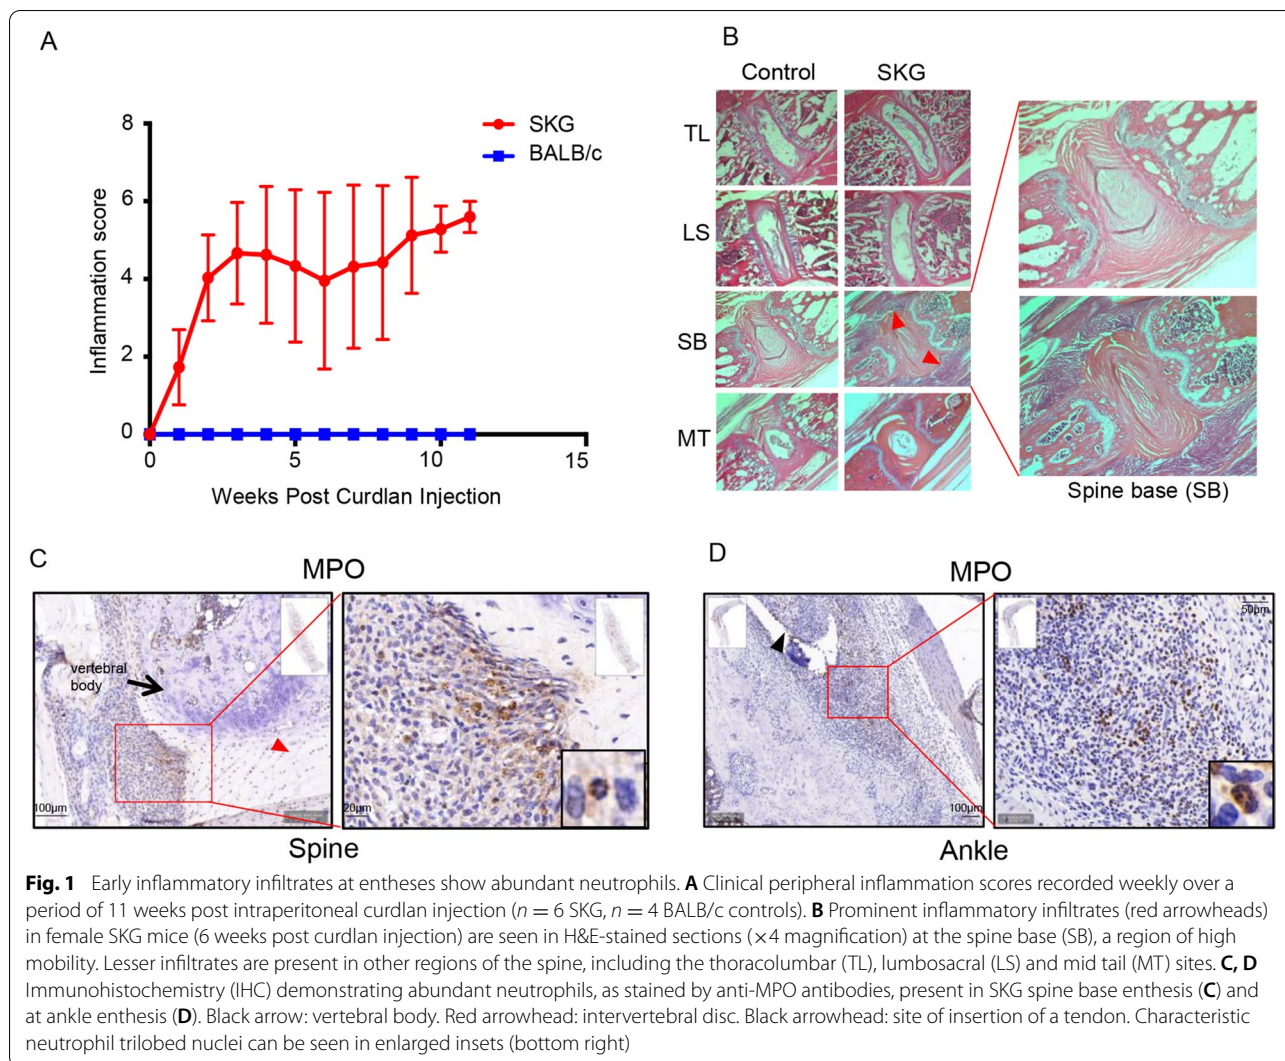 A
8
6
4
2
0
Inflammation score
SKG
BALB/c
0
5
10
15
Weeks Post Curdlan Injection
B
Control
SKG
TL
LS
SB
MT
Spine base (SB)
C
MPO
vertebral
body
100µm
20µm
Spine
D
MPO
50µm
100µm
Ankle
Fig. 1 Early inflammatory infiltrates at entheses show abundant neutrophils. A Clinical peripheral inflammation scores recorded weekly over a
period of 11 weeks post intraperitoneal curdlan injection (n = 6 SKG, n = 4 BALB/c controls). B Prominent inflammatory infiltrates (red arrowheads)
in female SKG mice (6 weeks post curdlan injection) are seen in H&E-stained sections (×4 magnification) at the spine base (SB), a region of high
mobility. Lesser infiltrates are present in other regions of the spine, including the thoracolumbar (TL), lumbosacral (LS) and mid tail (MT) sites. C, D
Immunohistochemistry (IHC) demonstrating abundant neutrophils, as stained by anti-MPO antibodies, present in SKG spine base enthesis (C) and
at ankle enthesis (D). Black arrow: vertebral body. Red arrowhead: intervertebral disc. Black arrowhead: site of insertion of a tendon. Characteristic
neutrophil trilobed nuclei can be seen in enlarged insets (bottom right)